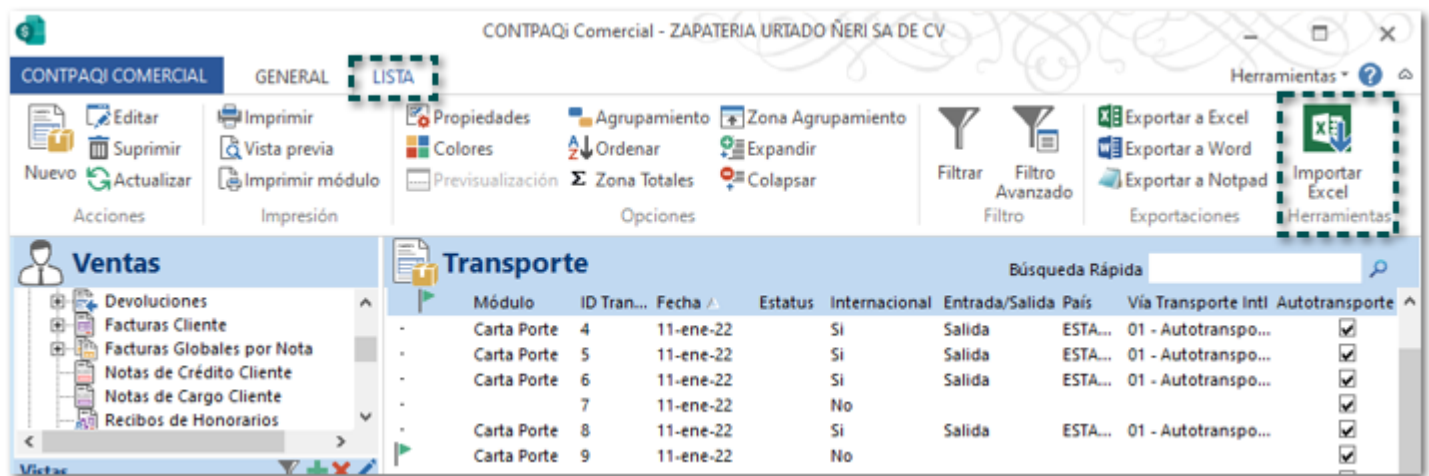 CONTPAQi Comercial - ZAPATERIA URTADO ÑERI SA DE CV
CONTPAQI COMERCIAL GENERAL LISTA Herramientas
Nuevo
Editar
Suprimir
Actualizar
Acciones
Imprimir
Vista previa
Imprimir módulo
Impresión
Propiedades
Colores
Previsualización
Agrupamiento
Ordenar
Zona Totales
Zona Agrupamiento
Expandir
Colapsar
Opciones
Filtrar
Filtro
Avanzado
Filtro
Exportar a Excel
Exportar a Word
Exportar a Notpad
Exportaciones
Importar
Excel
Herramientas
Ventas
Devoluciones
Facturas Cliente
Facturas Globales por Nota
Notas de Crédito Cliente
Notas de Cargo Cliente
Recibos de Honorarios
Vistas
Transporte
Búsqueda Rápida
Módulo ID Tran... Fecha Estatus Internacional Entrada/Salida País Vía Transporte Intl Autotransporte
Carta Porte 4 11-ene-22 Si Salida ESTA... 01 - Autotranspo...
Carta Porte 5 11-ene-22 Si Salida ESTA... 01 - Autotranspo...
Carta Porte 6 11-ene-22 Si Salida ESTA... 01 - Autotranspo...
7 11-ene-22 No
Carta Porte 8 11-ene-22 Si Salida ESTA... 01 - Autotranspo...
Carta Porte 9 11-ene-22 No